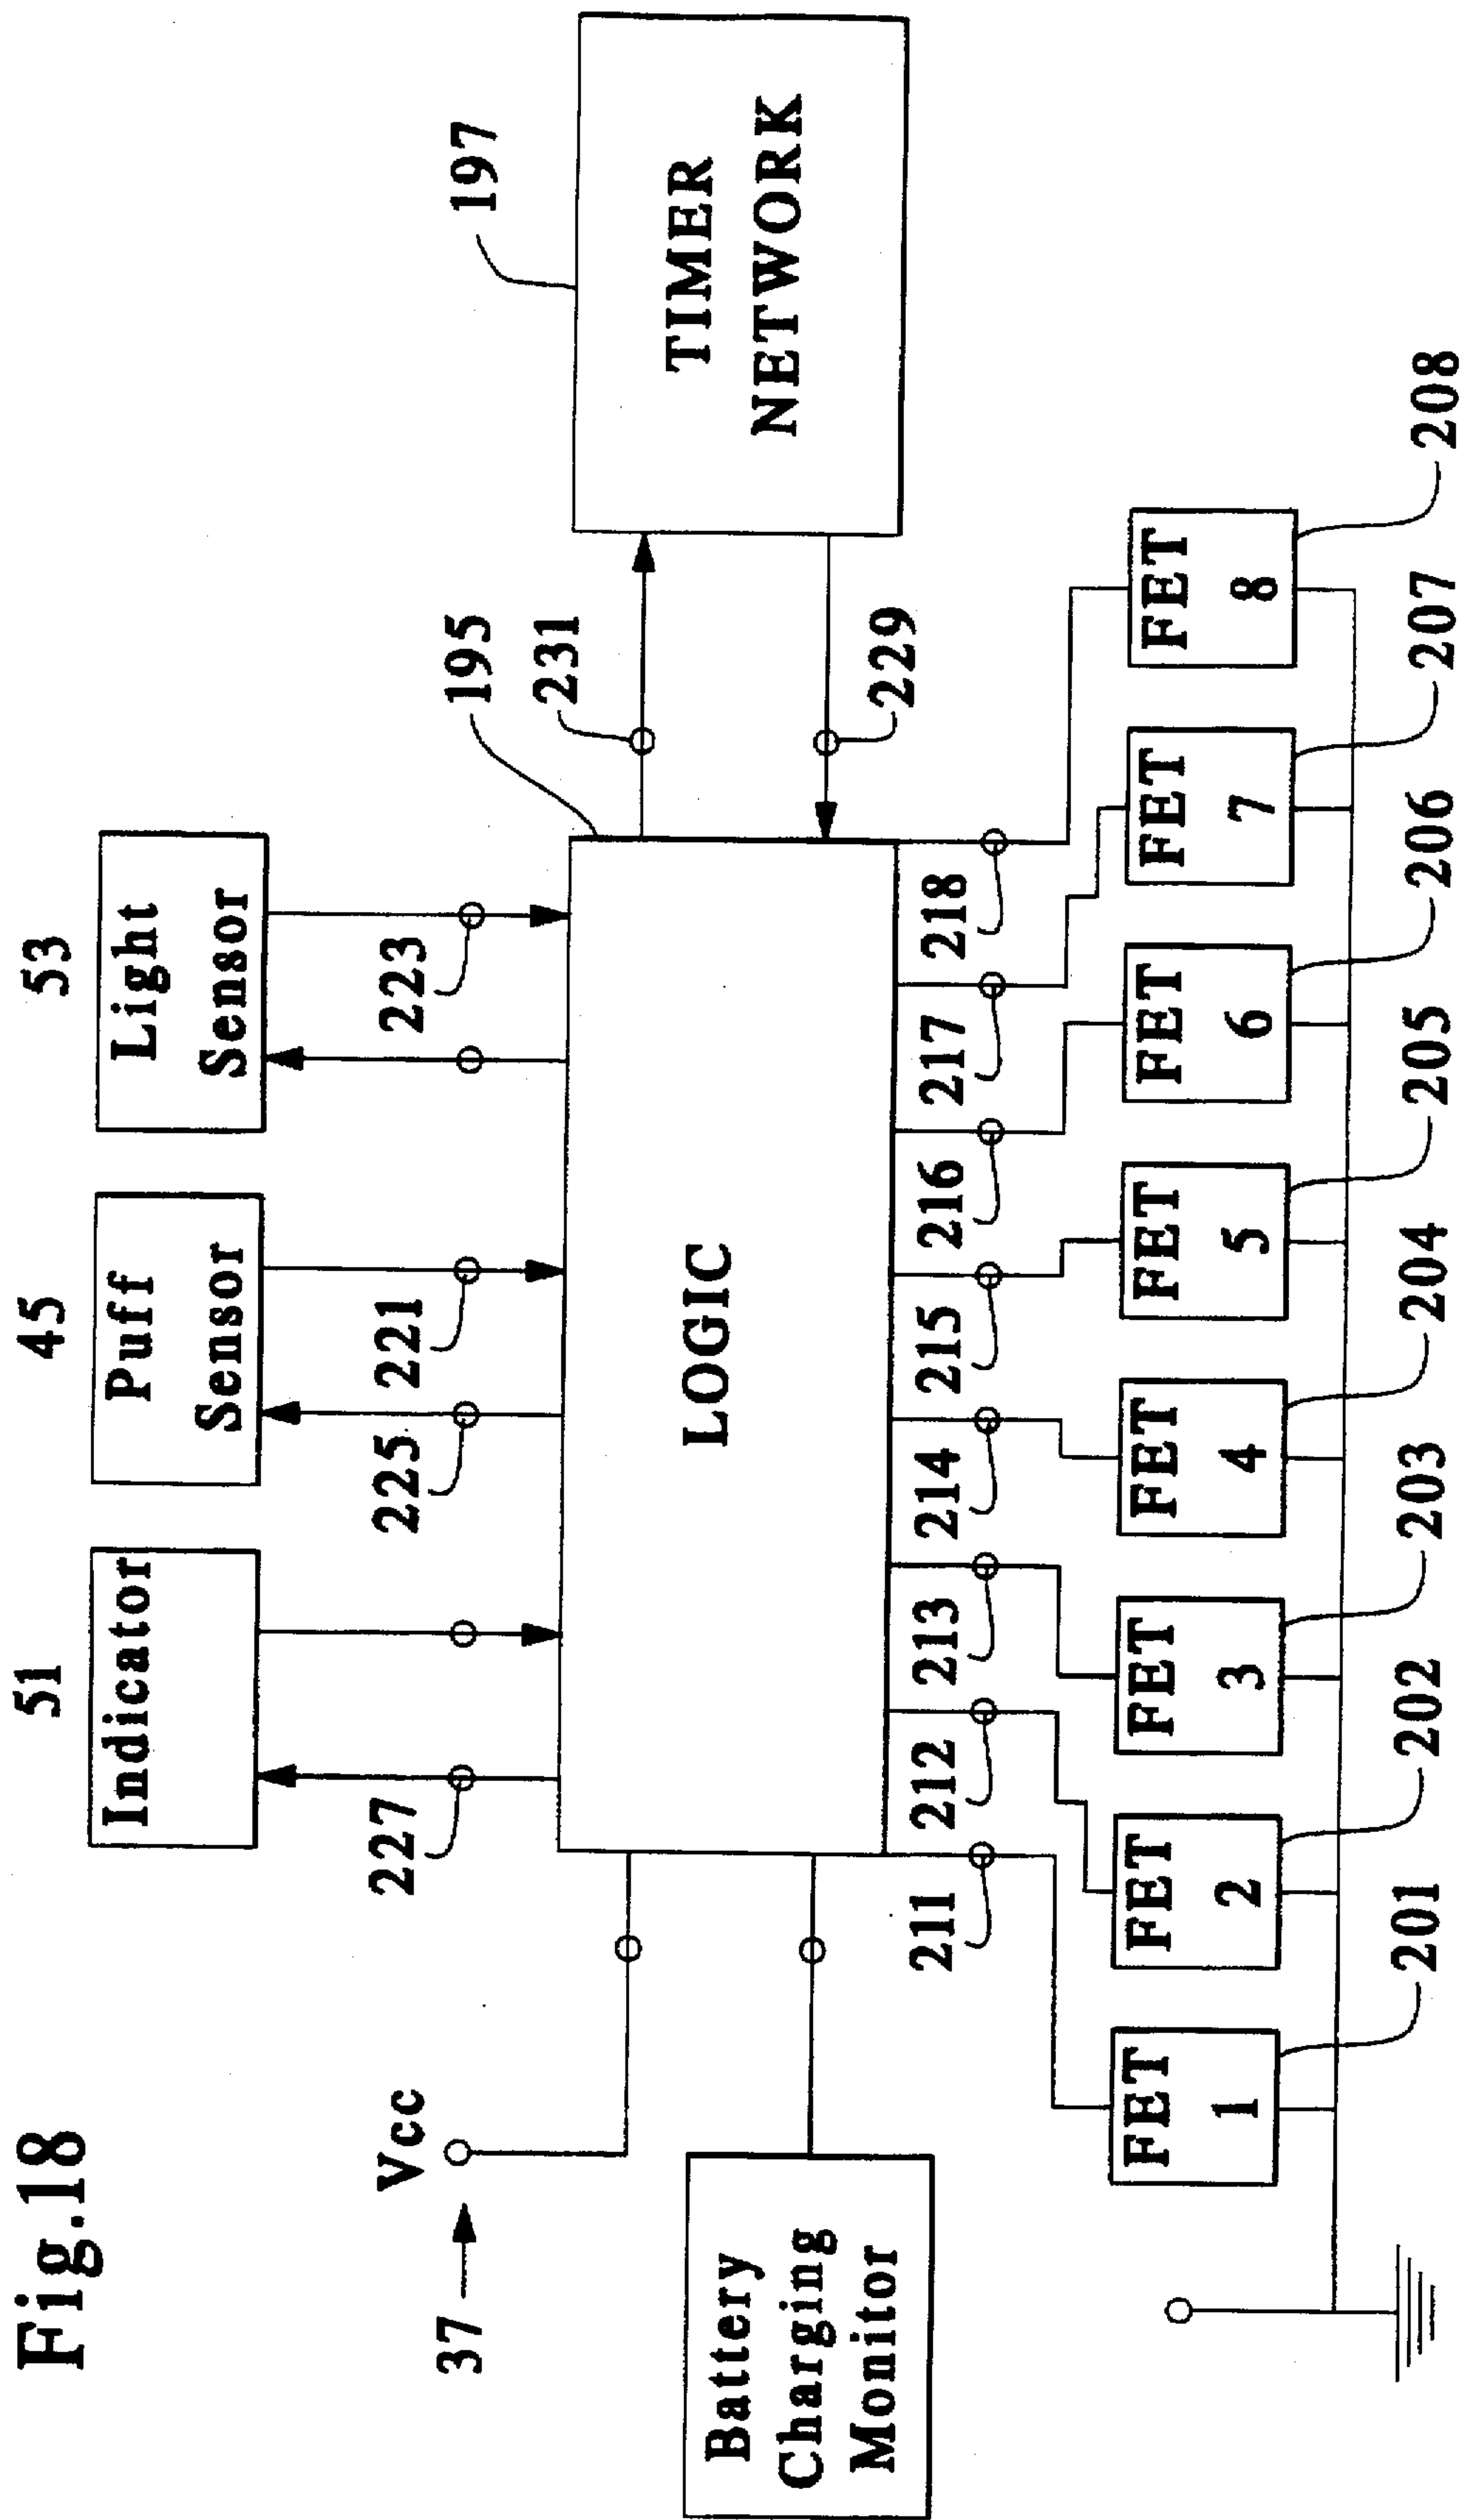 Fig.18
51
45
53
Indicator
Puff
Sensor
Light
Sensor
37
Vcc
227
225
221
223
195
231
197
Battery
Charging
Monitor
LOGIC
TIMER
NETWORK
229
211
212
213
214
215
216
217
218
FET
1
FET
2
FET
3
FET
4
FET
5
FET
6
FET
7
FET
8
201
202
203
204
205
206
207
208